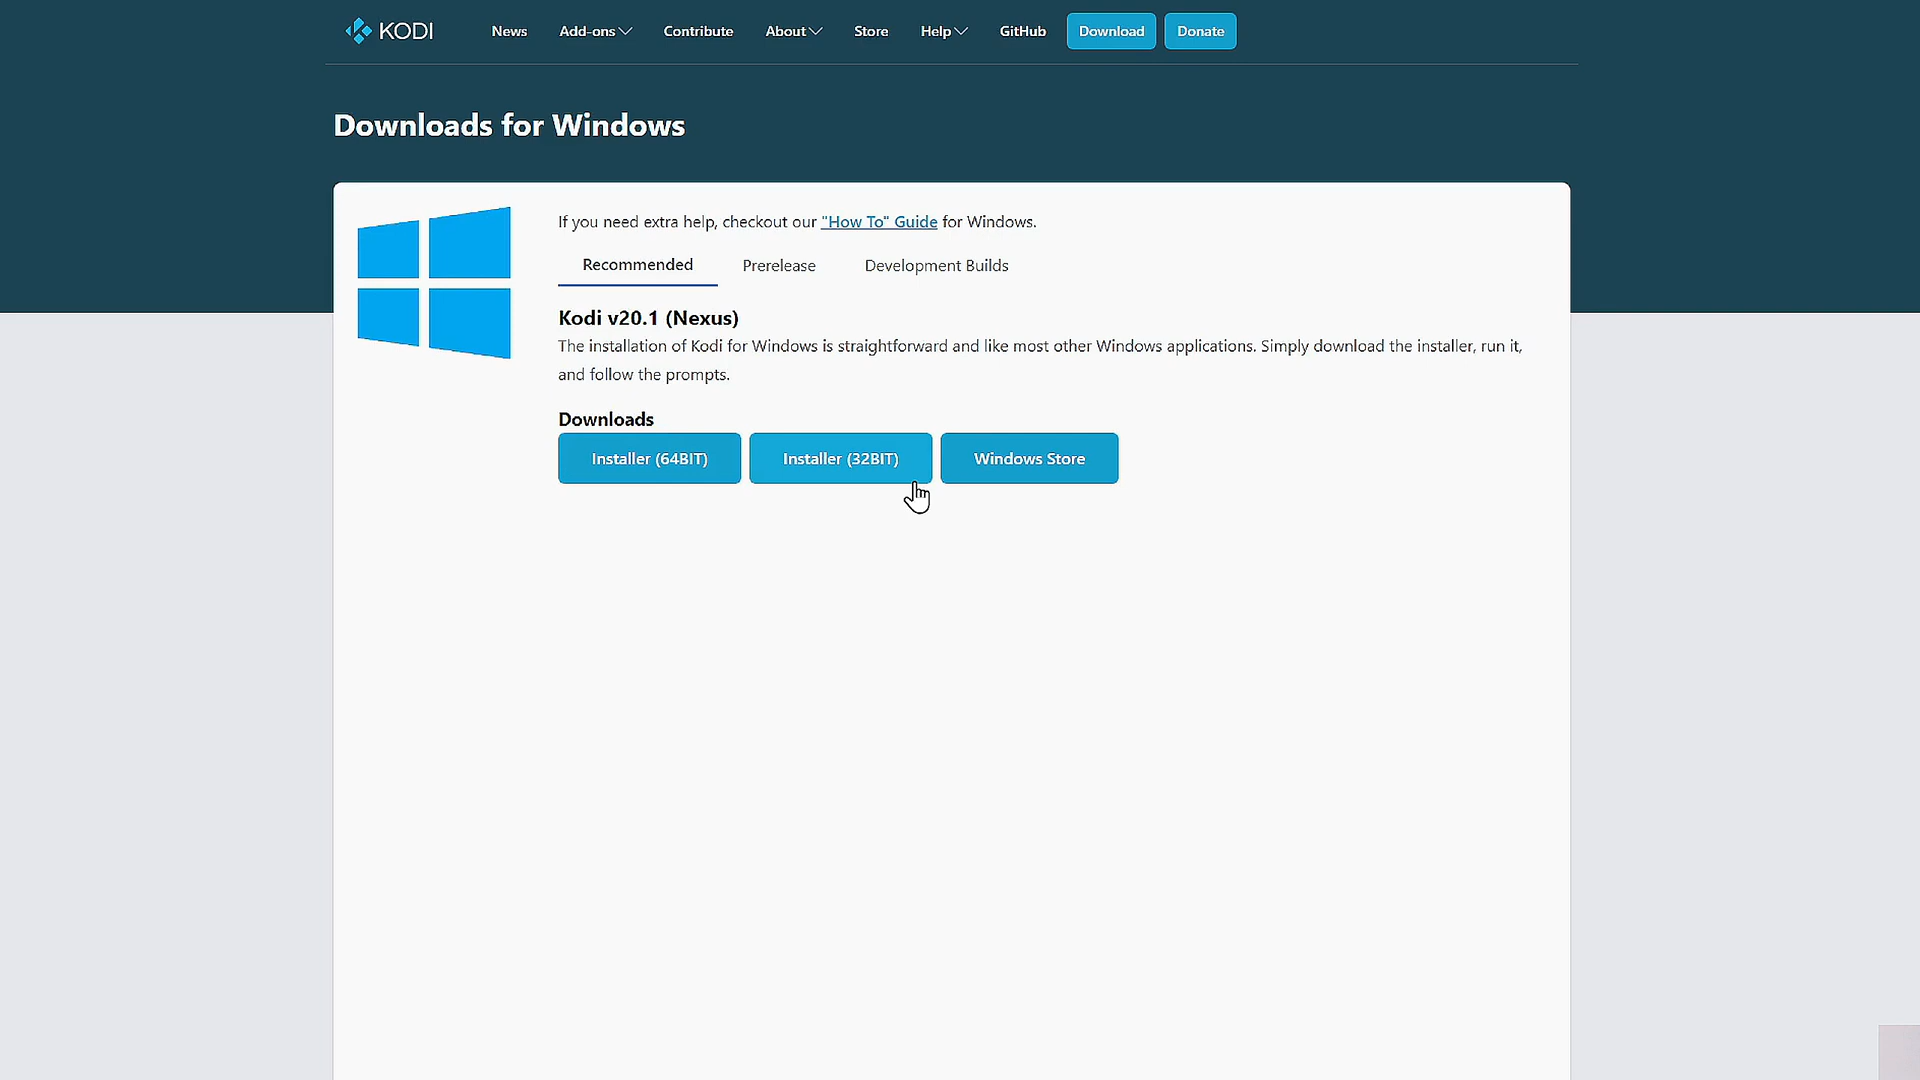 KODI News Add-ons Contribute About Store Help GitHub Download Donate
Downloads for Windows
If you need extra help, checkout our "How To" Guide for Windows.
Recommended Prerelease Development Builds
Kodi v20.1 (Nexus)
The installation of Kodi for Windows is straightforward and like most other Windows applications. Simply download the installer, run it,
and follow the prompts.
Downloads
Installer (64BIT) Installer (32BIT) Windows Store